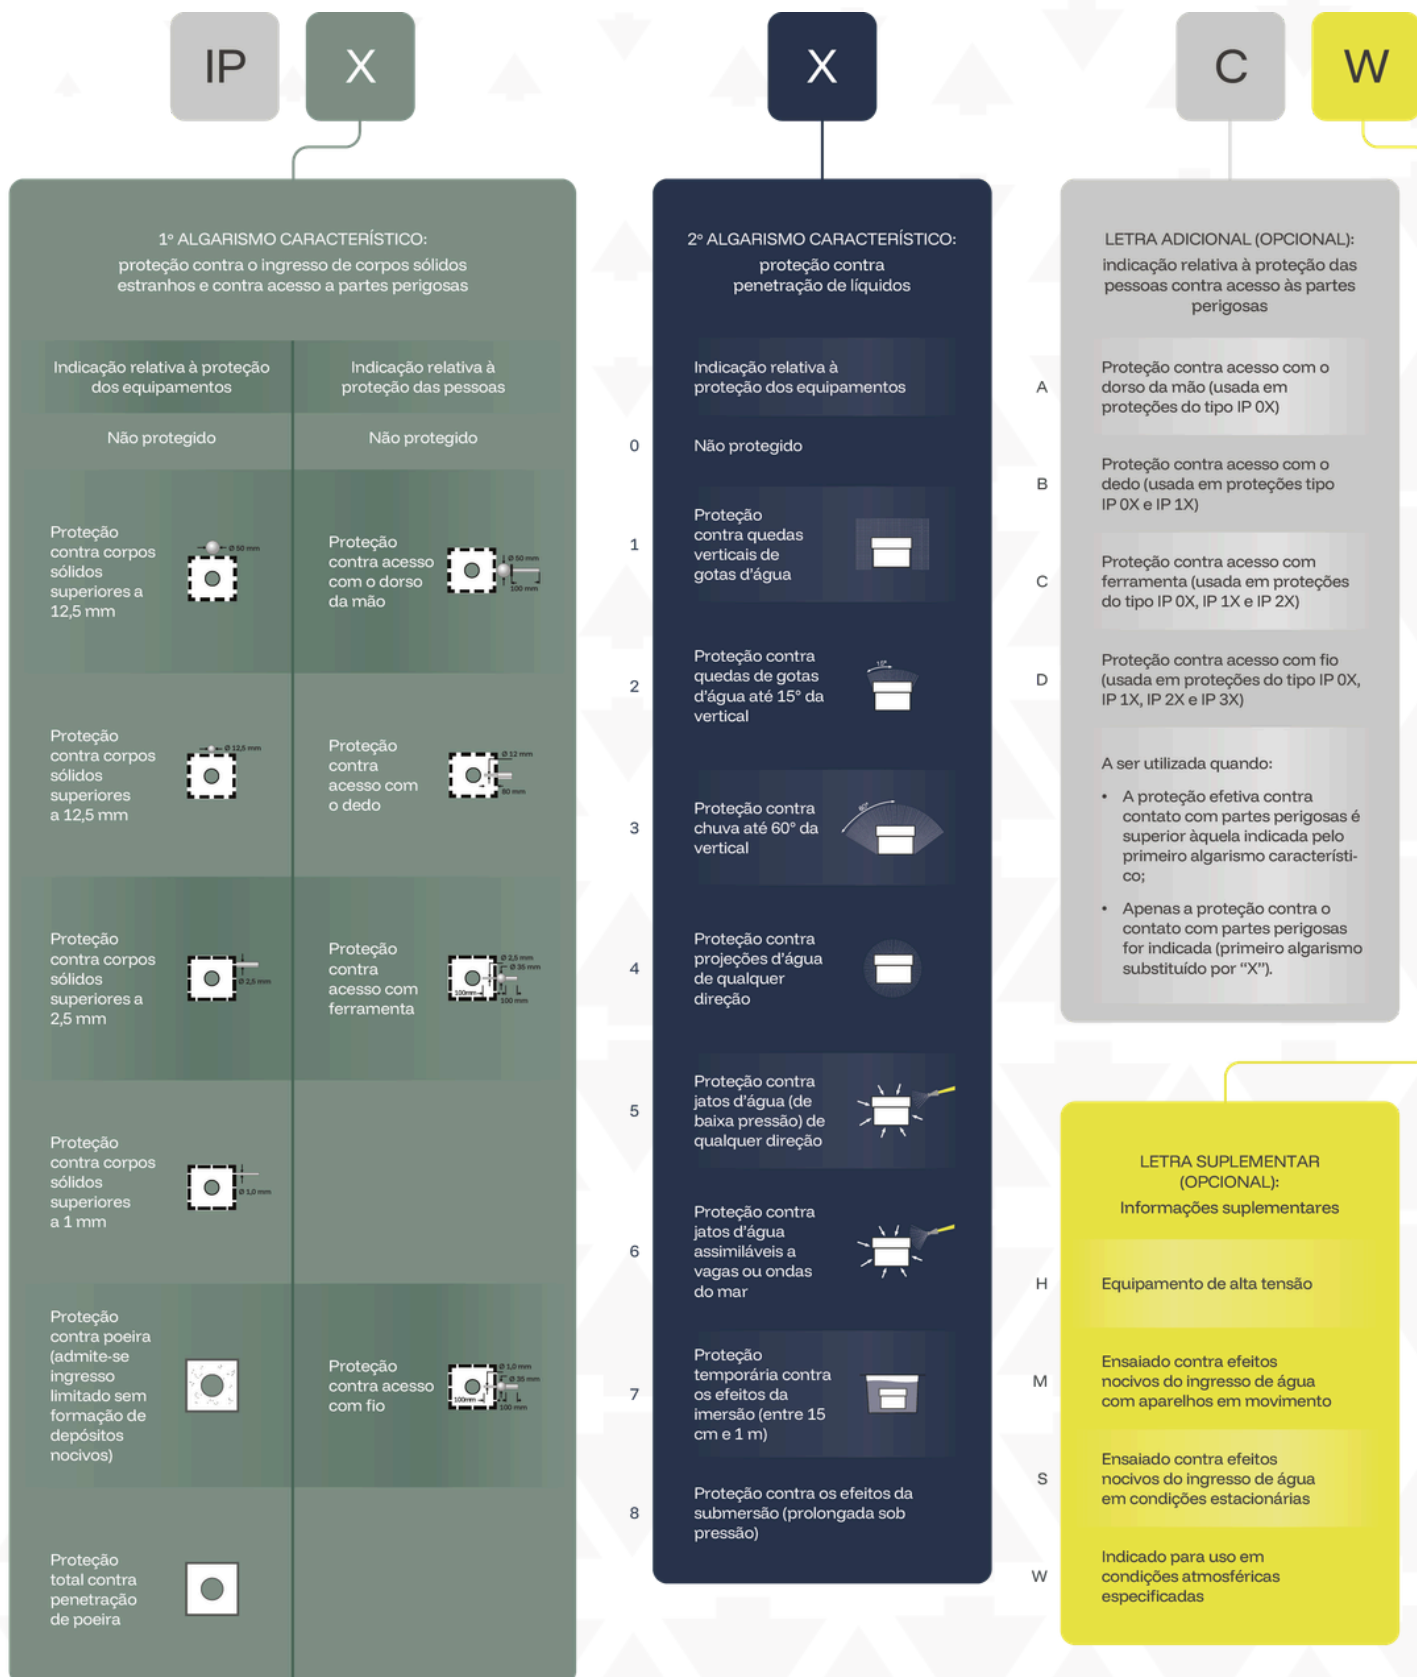 IP
X
X
C
W
1º ALGARISMO CARACTERÍSTICO:
proteção contra o ingresso de corpos sólidos
estranhos e contra acesso a partes perigosas
Indicação relativa à proteção
dos equipamentos
Indicação relativa à
proteção das pessoas
Não protegido
Não protegido
Proteção
contra corpos
sólidos
superiores a
12,5 mm
Ø 50 mm
Proteção
contra acesso
com o dorso
da mão
Ø 50 mm
100 mm
Proteção
contra corpos
sólidos
superiores
a 12,5 mm
Ø 12,5 mm
Proteção
contra
acesso com
o dedo
Ø 12 mm
80 mm
Proteção
contra corpos
sólidos
superiores a
2,5 mm
Ø 2,5 mm
Proteção
contra
acesso com
ferramenta
Ø 2,5 mm
Ø 35 mm
100mm
100 mm
Proteção
contra corpos
sólidos
superiores
a 1 mm
Ø 1,0 mm
Proteção
contra poeira
(admite-se
ingresso
limitado sem
formação de
depósitos
nocivos)
Proteção
contra acesso
com fio
Ø 1,0 mm
Ø 35 mm
100mm
100 mm
Proteção
total contra
penetração
de poeira
2º ALGARISMO CARACTERÍSTICO:
proteção contra
penetração de líquidos
Indicação relativa à
proteção dos equipamentos
0
Não protegido
1
Proteção
contra quedas
verticais de
gotas d'água
2
Proteção contra
quedas de gotas
d'água até 15° da
vertical
15°
3
Proteção contra
chuva até 60° da
vertical
60°
4
Proteção contra
projeções d'água
de qualquer
direção
5
Proteção contra
jatos d'água (de
baixa pressão) de
qualquer direção
6
Proteção contra
jatos d'água
assimiláveis a
vagas ou ondas
do mar
7
Proteção
temporária contra
os efeitos da
imersão (entre 15
cm e 1 m)
8
Proteção contra os efeitos da
submersão (prolongada sob
pressão)
LETRA ADICIONAL (OPCIONAL):
indicação relativa à proteção das
pessoas contra acesso às partes
perigosas
A
Proteção contra acesso com o
dorso da mão (usada em
proteções do tipo IP 0X)
B
Proteção contra acesso com o
dedo (usada em proteções tipo
IP 0X e IP 1X)
C
Proteção contra acesso com
ferramenta (usada em proteções
do tipo IP 0X, IP 1X e IP 2X)
D
Proteção contra acesso com fio
(usada em proteções do tipo IP 0X,
IP 1X, IP 2X e IP 3X)
A ser utilizada quando:
• A proteção efetiva contra
contato com partes perigosas é
superior àquela indicada pelo
primeiro algarismo característi-
co;
• Apenas a proteção contra o
contato com partes perigosas
for indicada (primeiro algarismo
substituído por “X”).
LETRA SUPLEMENTAR
(OPCIONAL):
Informações suplementares
H
Equipamento de alta tensão
M
Ensaiado contra efeitos
nocivos do ingresso de água
com aparelhos em movimento
S
Ensaiado contra efeitos
nocivos do ingresso de água
em condições estacionárias
W
Indicado para uso em
condições atmosféricas
especificadas